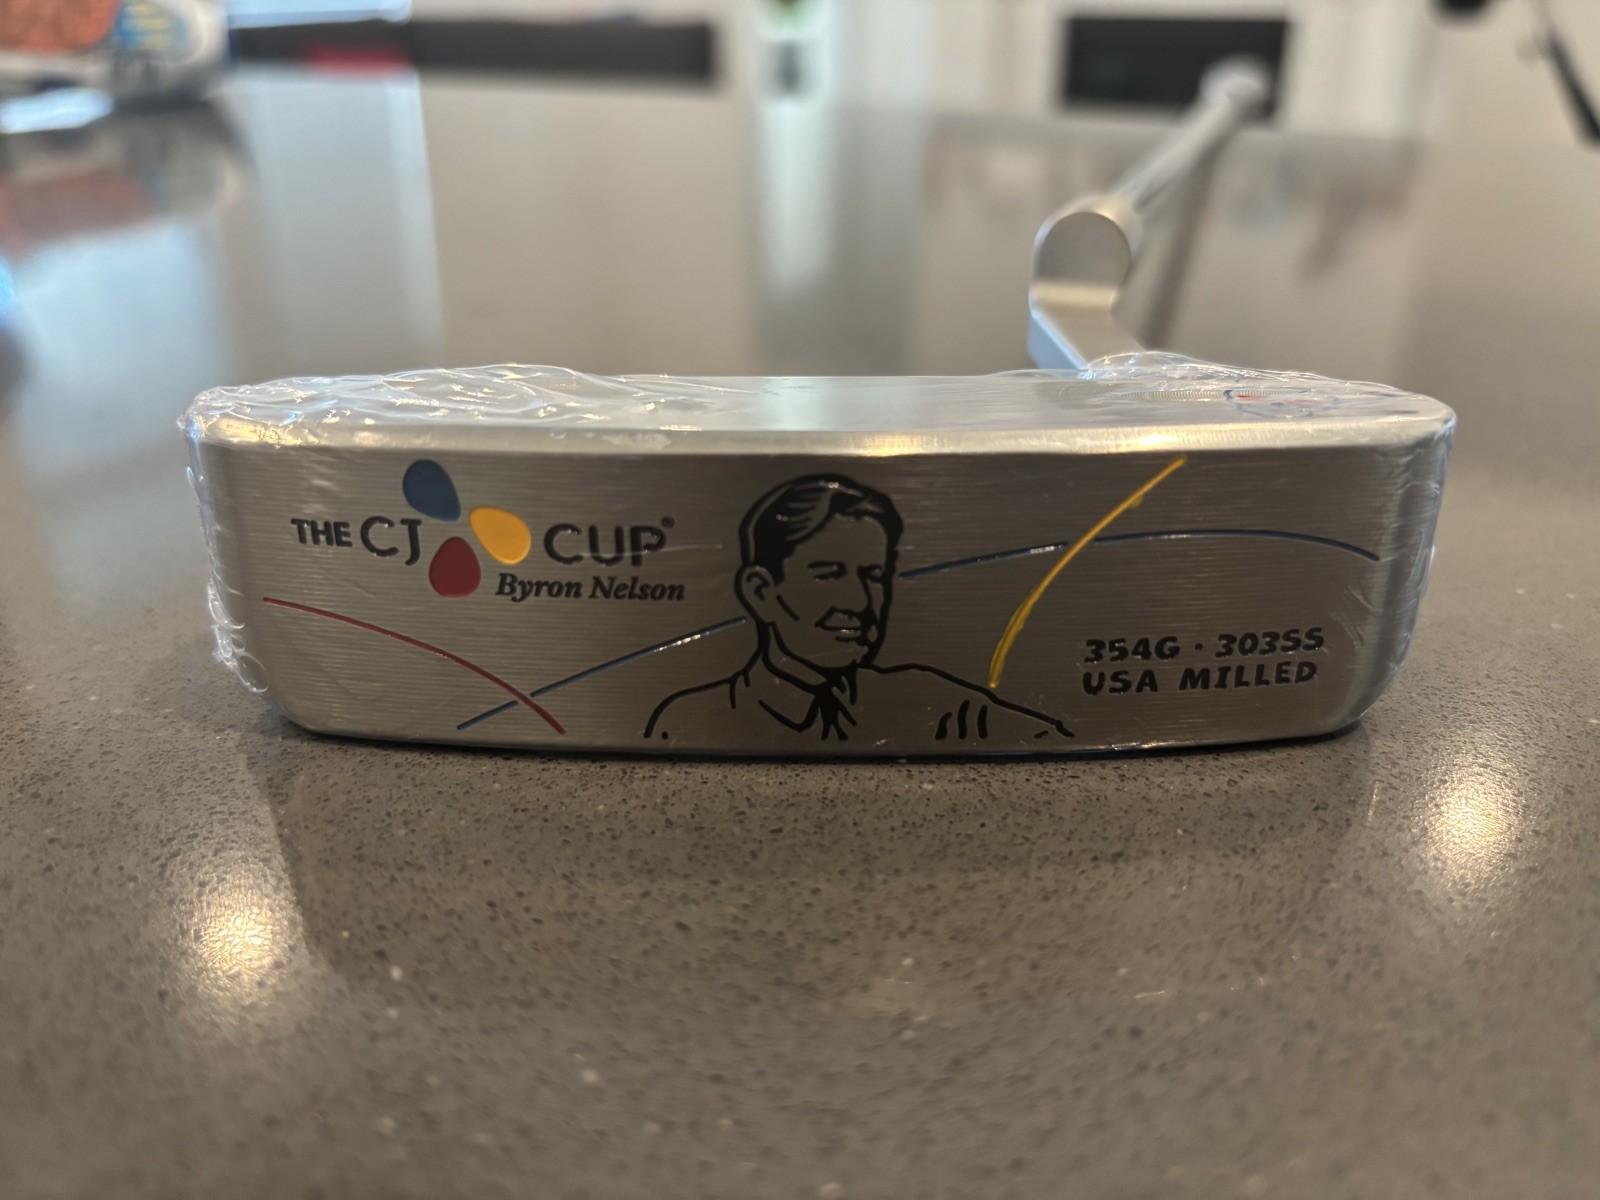 THE CJ CUP®
Byron Nelson
354G · 303SS
USA MILLED